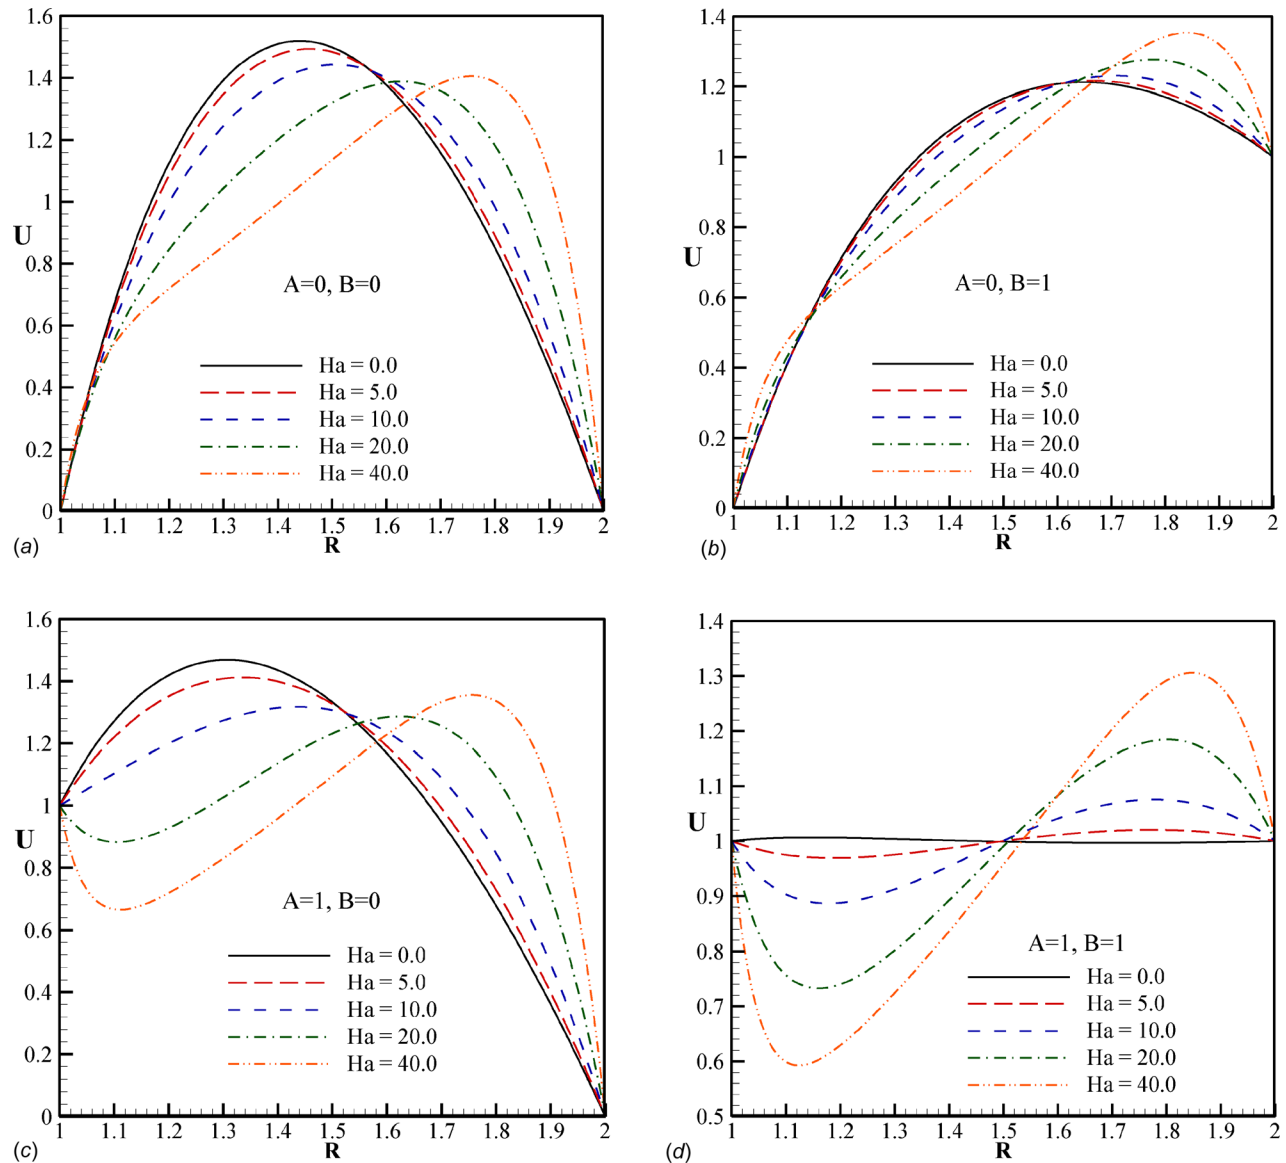 1.6
1.4
1.2
1
0.8
0.6
0.4
0.2
0
U
A=0, B=0
Ha = 0.0
Ha = 5.0
Ha = 10.0
Ha = 20.0
Ha = 40.0
1 1.1 1.2 1.3 1.4 1.5 1.6 1.7 1.8 1.9 2
R
(a)
1.4
1.2
1
0.8
0.6
0.4
0.2
0
U
A=0, B=1
Ha = 0.0
Ha = 5.0
Ha = 10.0
Ha = 20.0
Ha = 40.0
1 1.1 1.2 1.3 1.4 1.5 1.6 1.7 1.8 1.9 2
R
(b)
1.6
1.4
1.2
1
0.8
0.6
0.4
0.2
0
U
A=1, B=0
Ha = 0.0
Ha = 5.0
Ha = 10.0
Ha = 20.0
Ha = 40.0
1 1.1 1.2 1.3 1.4 1.5 1.6 1.7 1.8 1.9 2
R
(c)
1.4
1.3
1.2
1.1
1
0.9
0.8
0.7
0.6
0.5
U
A=1, B=1
Ha = 0.0
Ha = 5.0
Ha = 10.0
Ha = 20.0
Ha = 40.0
1 1.1 1.2 1.3 1.4 1.5 1.6 1.7 1.8 1.9 2
R
(d)